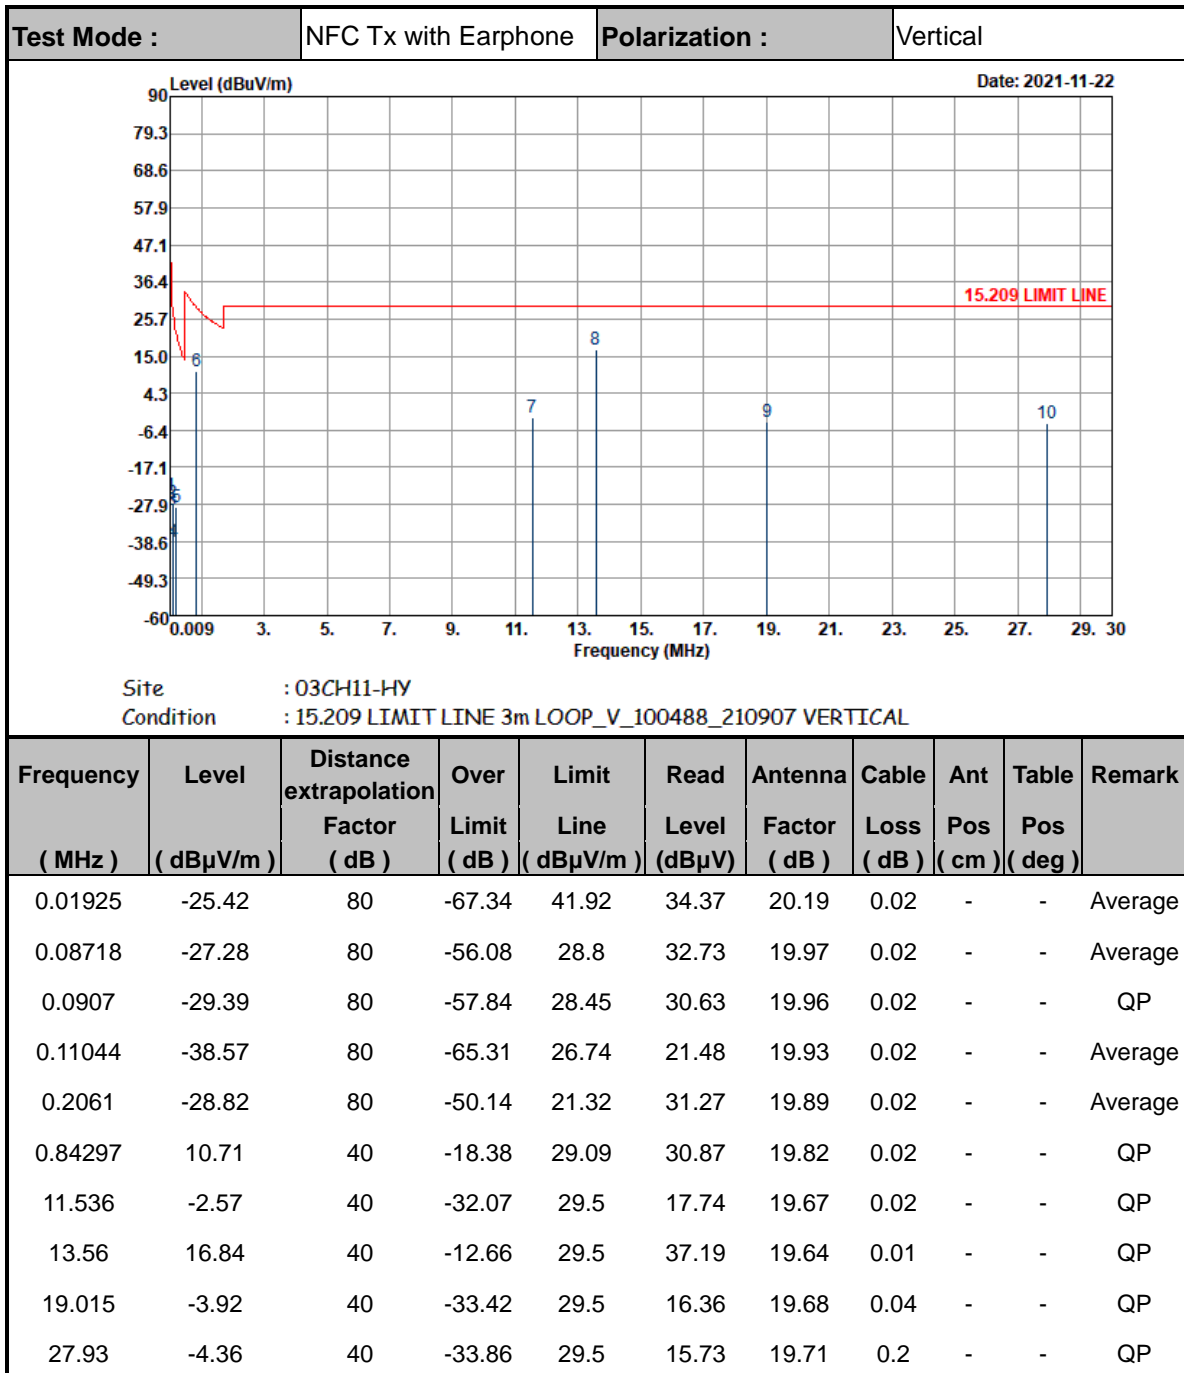 Test Mode : NFC Tx with Earphone Polarization : Vertical
Level (dBuV/m) Date: 2021-11-22
90
79.3
68.6
57.9
47.1
36.4
15.209 LIMIT LINE
25.7
8
15.0
6
4.3
7
9
10
-6.4
-17.1
5
-27.9
4
-38.6
-49.3
-60
0.009 3. 5. 7. 9. 11. 13. 15. 17. 19. 21. 23. 25. 27. 29. 30
Frequency (MHz)
Site : 03CH11-HY
Condition : 15.209 LIMIT LINE 3m LOOP_V_100488_210907 VERTICAL
Frequency Level Distance extrapolation Over Limit Read Antenna Cable Ant Table Remark
Factor Limit Line Level Factor Loss Pos Pos
( MHz ) ( dBµV/m ) ( dB ) ( dB ) ( dBµV/m ) (dBµV) ( dB ) ( dB ) ( cm ) ( deg )
0.01925 -25.42 80 -67.34 41.92 34.37 20.19 0.02 - - Average
0.08718 -27.28 80 -56.08 28.8 32.73 19.97 0.02 - - Average
0.0907 -29.39 80 -57.84 28.45 30.63 19.96 0.02 - - QP
0.11044 -38.57 80 -65.31 26.74 21.48 19.93 0.02 - - Average
0.2061 -28.82 80 -50.14 21.32 31.27 19.89 0.02 - - Average
0.84297 10.71 40 -18.38 29.09 30.87 19.82 0.02 - - QP
11.536 -2.57 40 -32.07 29.5 17.74 19.67 0.02 - - QP
13.56 16.84 40 -12.66 29.5 37.19 19.64 0.01 - - QP
19.015 -3.92 40 -33.42 29.5 16.36 19.68 0.04 - - QP
27.93 -4.36 40 -33.86 29.5 15.73 19.71 0.2 - - QP